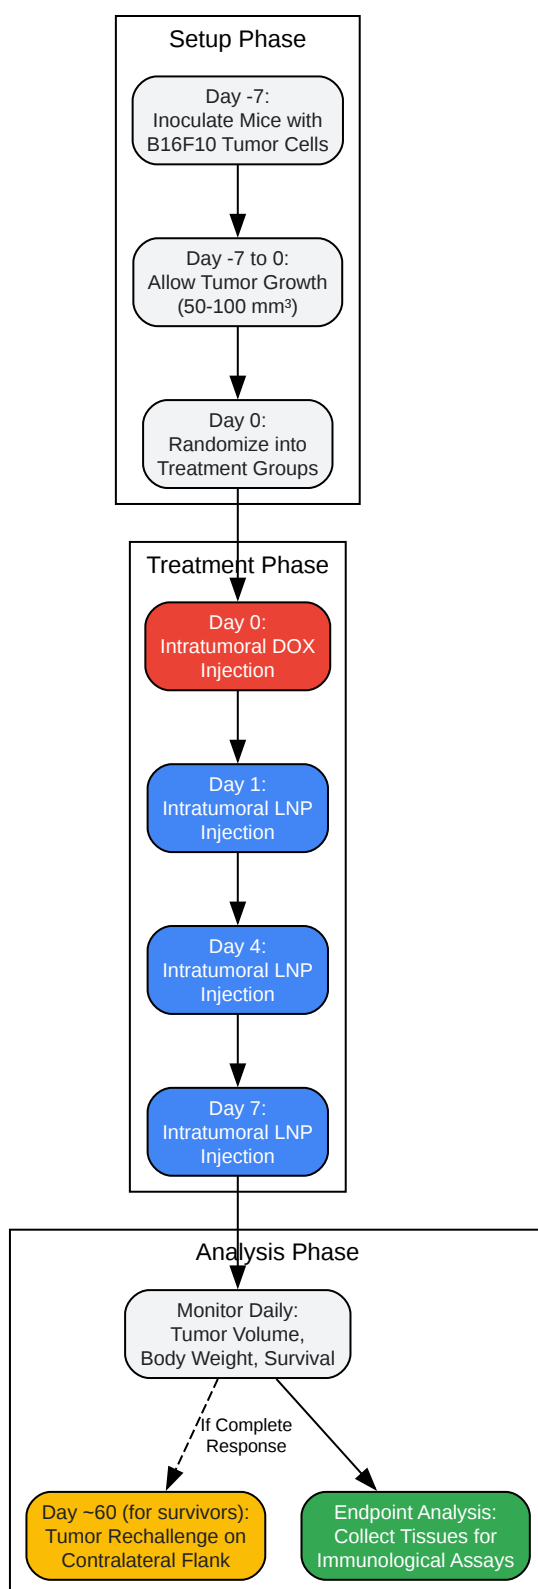 Setup Phase
Day -7:
Inoculate Mice with
B16F10 Tumor Cells
Day -7 to 0:
Allow Tumor Growth
(50-100 mm³)
Day 0:
Randomize into
Treatment Groups
Treatment Phase
Day 0:
Intratumoral DOX
Injection
Day 1:
Intratumoral LNP
Injection
Day 4:
Intratumoral LNP
Injection
Day 7:
Intratumoral LNP
Injection
Analysis Phase
Monitor Daily:
Tumor Volume,
Body Weight, Survival
If Complete
Response
Day ~60 (for survivors):
Tumor Rechallenge on
Contralateral Flank
Endpoint Analysis:
Collect Tissues for
Immunological Assays